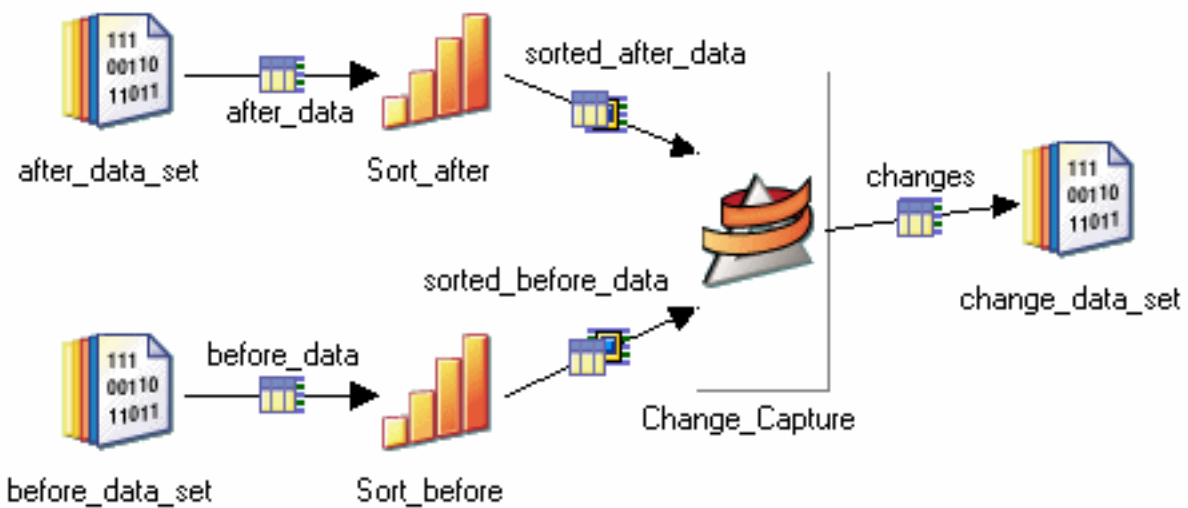 111
00110
11011
after_data
after_data_set
Sort_after
sorted_after_data
changes
111
00110
11011
change_data_set
sorted_before_data
Change_Capture
111
00110
11011
before_data
before_data_set
Sort_before